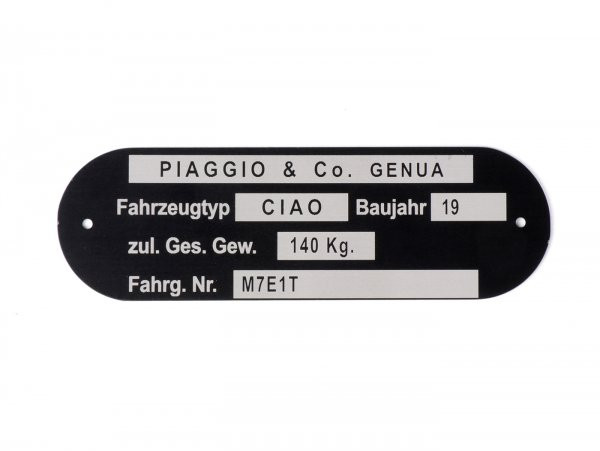 PIAGGIO & Co. GENUA
Fahrzeugtyp CIAO Baujahr 19
zul. Ges. Gew. 140 Kg.
Fahrg. Nr. M7E1T